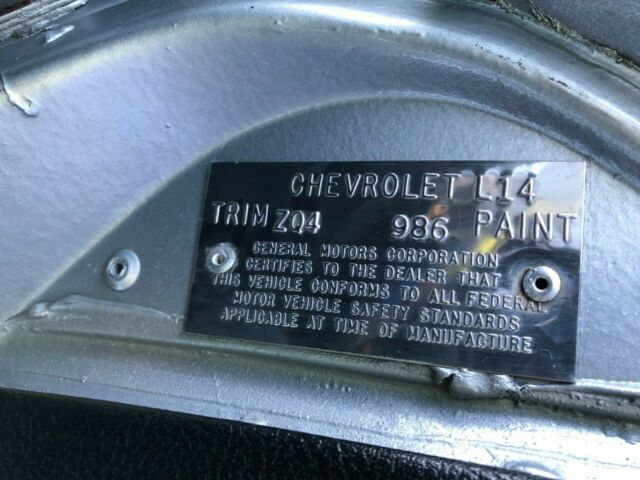 CHEVROLET L14
TRIM ZQ4 986 PAINT
GENERAL MOTORS CORPORATION
CERTIFIES TO THE DEALER THAT
THIS VEHICLE CONFORMS TO ALL FEDERAL
MOTOR VEHICLE SAFETY STANDARDS
APPLICABLE AT TIME OF MANUFACTURE